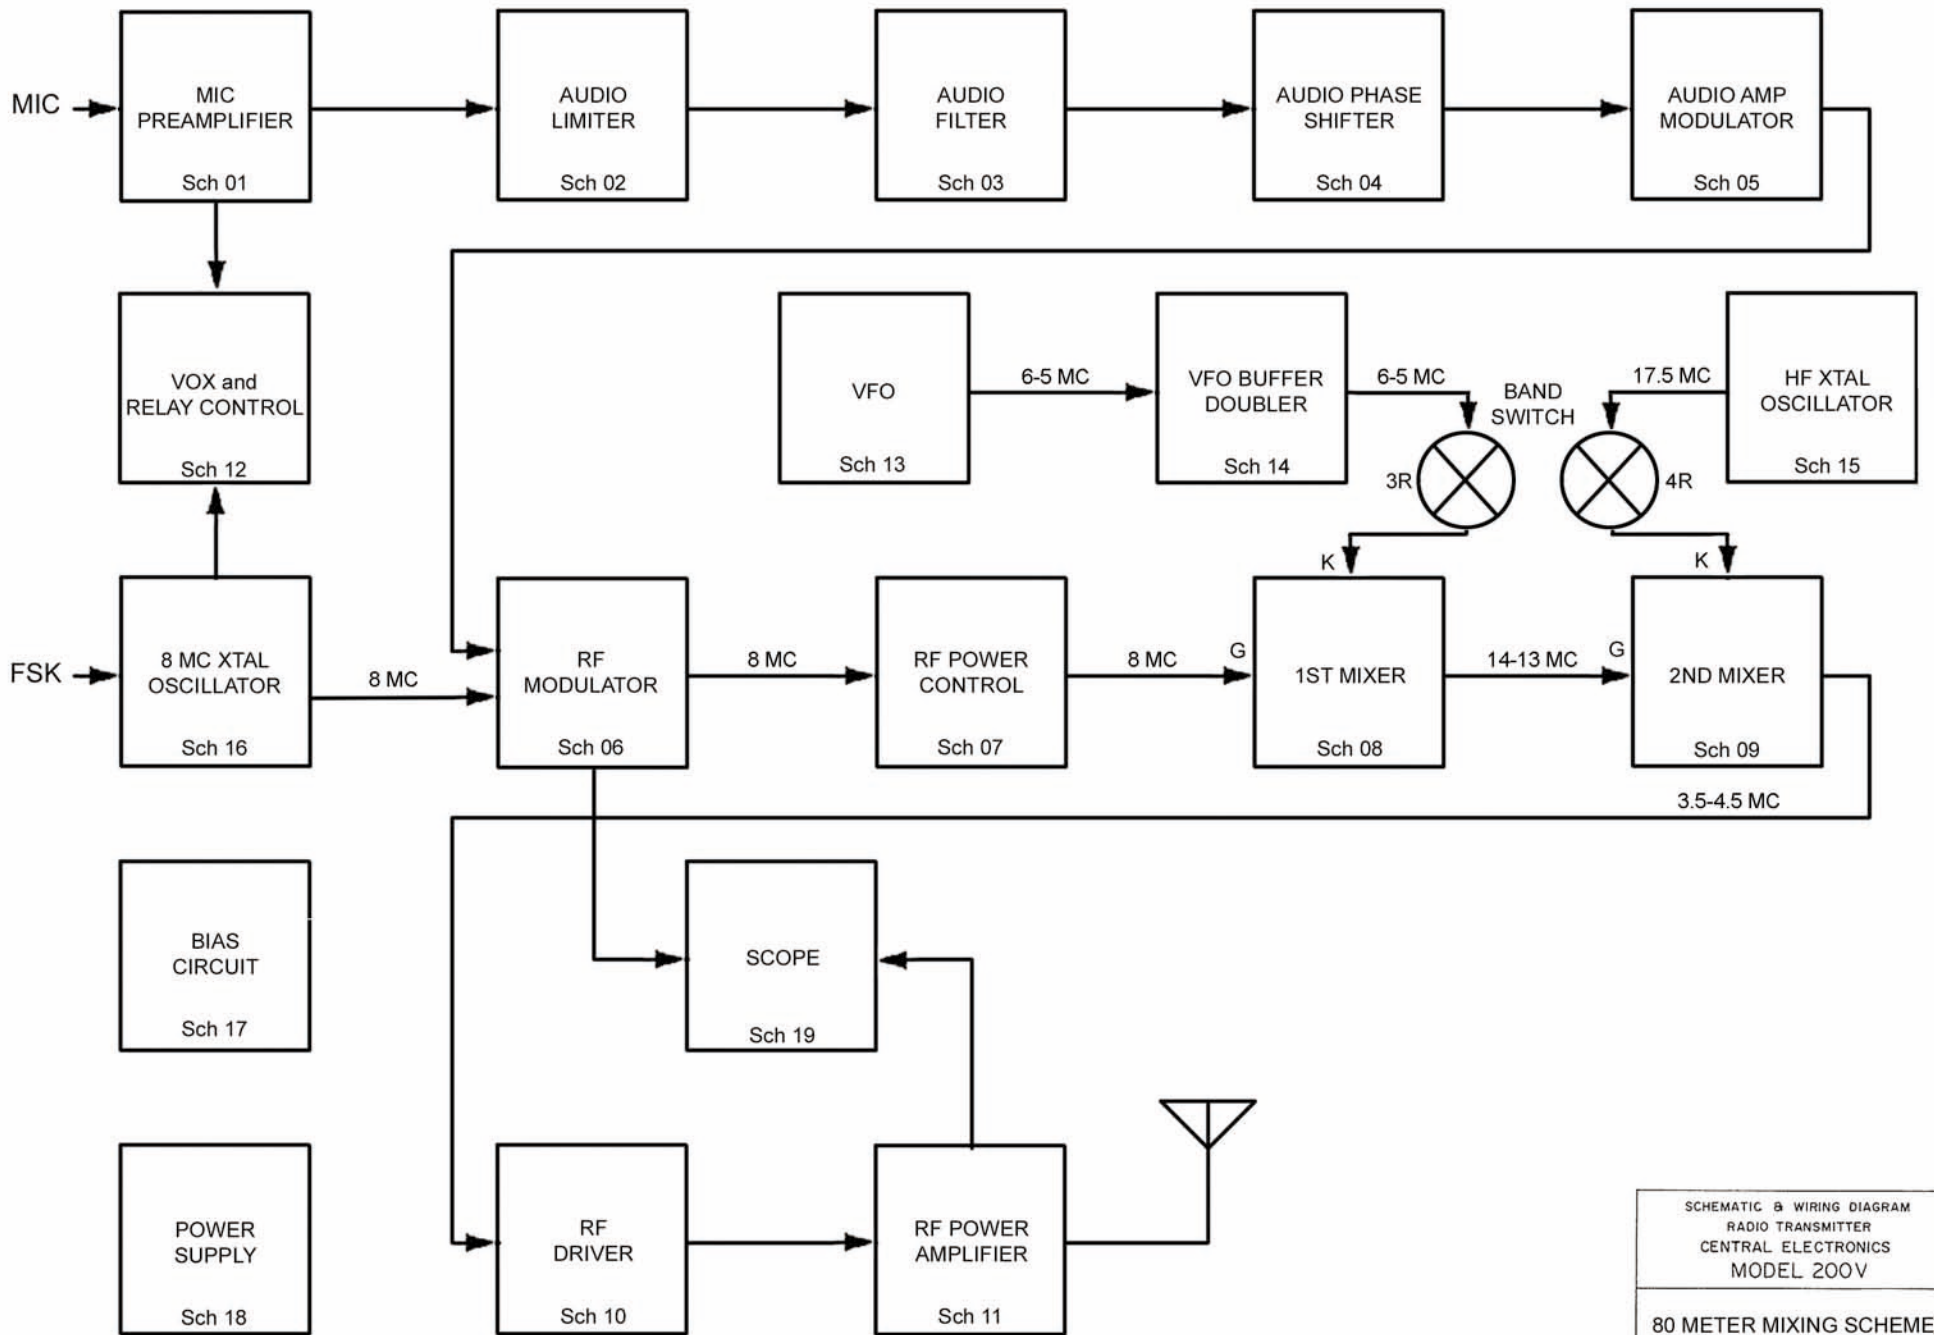 MIC
MIC
PREAMPLIFIER
Sch 01
AUDIO
LIMITER
Sch 02
AUDIO
FILTER
Sch 03
AUDIO PHASE
SHIFTER
Sch 04
AUDIO AMP
MODULATOR
Sch 05
VOX and
RELAY CONTROL
Sch 12
VFO
Sch 13
6-5 MC
VFO BUFFER
DOUBLER
Sch 14
6-5 MC
BAND
SWITCH
17.5 MC
HF XTAL
OSCILLATOR
Sch 15
3R
4R
K
K
FSK
8 MC XTAL
OSCILLATOR
Sch 16
8 MC
RF
MODULATOR
Sch 06
8 MC
RF POWER
CONTROL
Sch 07
8 MC
G
1ST MIXER
Sch 08
14-13 MC
G
2ND MIXER
Sch 09
3.5-4.5 MC
BIAS
CIRCUIT
Sch 17
SCOPE
Sch 19
POWER
SUPPLY
Sch 18
RF
DRIVER
Sch 10
RF POWER
AMPLIFIER
Sch 11
SCHEMATIC & WIRING DIAGRAM
RADIO TRANSMITTER
CENTRAL ELECTRONICS
MODEL 200V
80 METER MIXING SCHEME